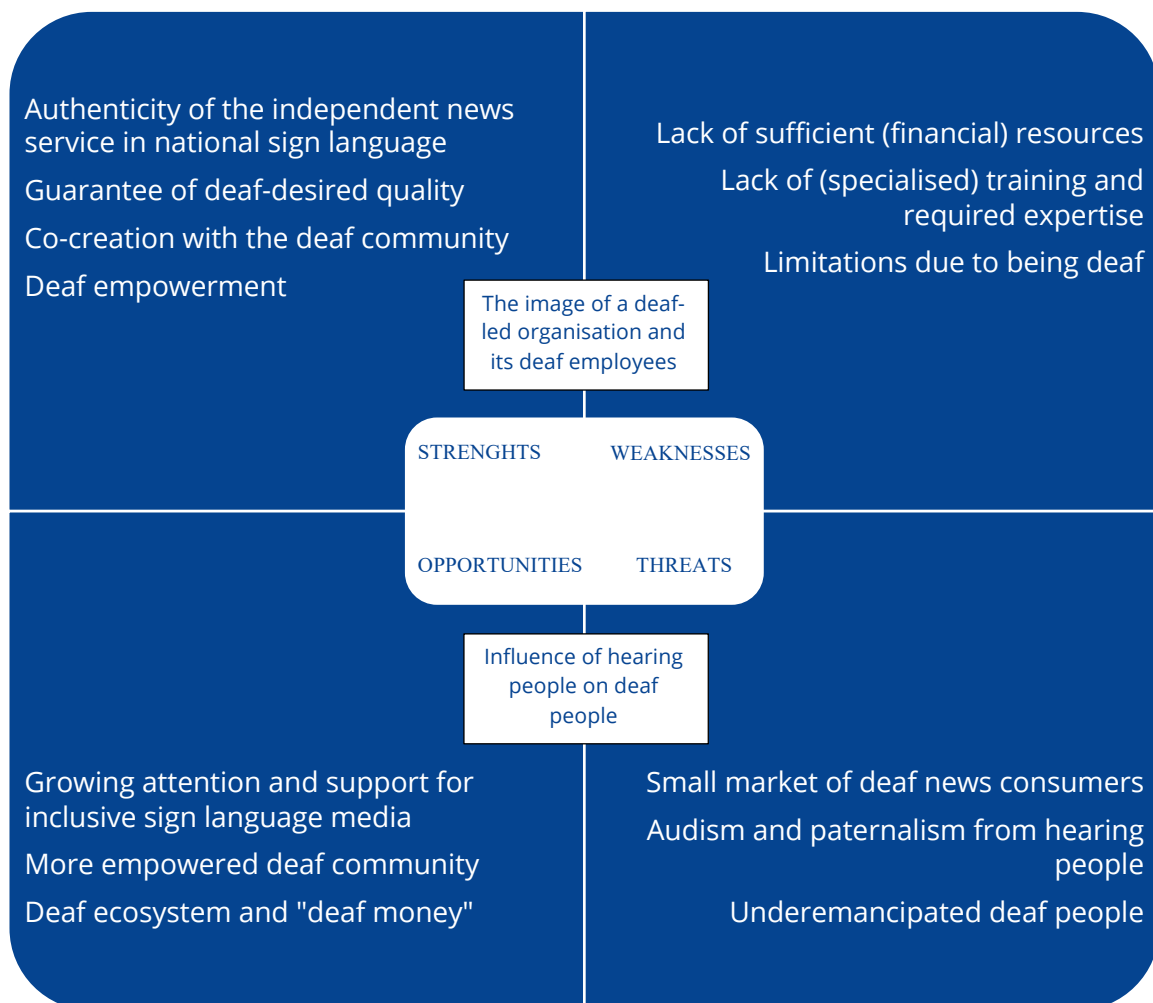 Authenticity of the independent news
service in national sign language
Guarantee of deaf-desired quality
Co-creation with the deaf community
Deaf empowerment
Lack of sufficient (financial) resources
Lack of (specialised) training and
required expertise
Limitations due to being deaf
The image of a deaf-
led organisation and
its deaf employees
STRENGHTS
WEAKNESSES
OPPORTUNITIES
THREATS
Influence of hearing
people on deaf
people
Growing attention and support for
inclusive sign language media
More empowered deaf community
Deaf ecosystem and "deaf money"
Small market of deaf news consumers
Audism and paternalism from hearing
people
Underemancipated deaf people